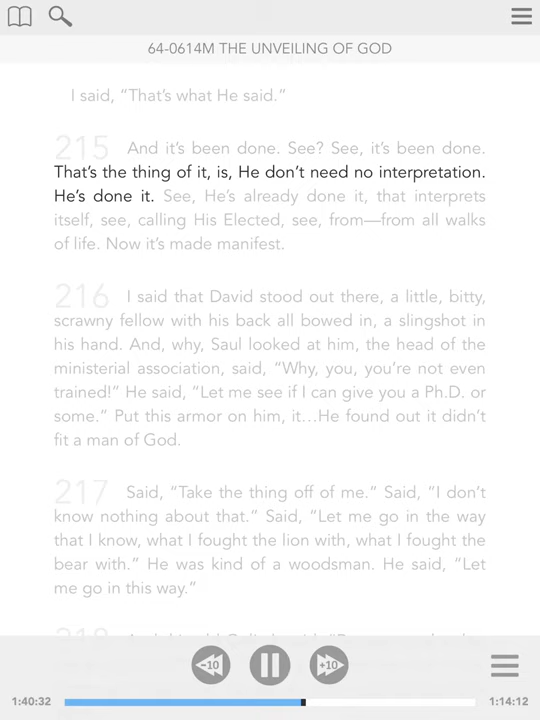 64-0614M THE UNVEILING OF GOD
I said, “That’s what He said.”
215 And it’s been done. See? See, it’s been done.
That’s the thing of it, is, He don’t need no interpretation.
He’s done it. See, He’s already done it, that interprets
itself, see, calling His Elected, see, from—from all walks
of life. Now it’s made manifest.
216 I said that David stood out there, a little, bitty,
scrawny fellow with his back all bowed in, a slingshot in
his hand. And, why, Saul looked at him, the head of the
ministerial association, said, “Why, you, you’re not even
trained!” He said, “Let me see if I can give you a Ph.D. or
some.” Put this armor on him, it…He found out it didn’t
fit a man of God.
217 Said, “Take the thing off of me.” Said, “I don’t
know nothing about that.” Said, “Let me go in the way
that I know, what I fought the lion with, what I fought the
bear with.” He was kind of a woodsman. He said, “Let
me go in this way.”
218
-10 +10
1:40:32 1:14:12